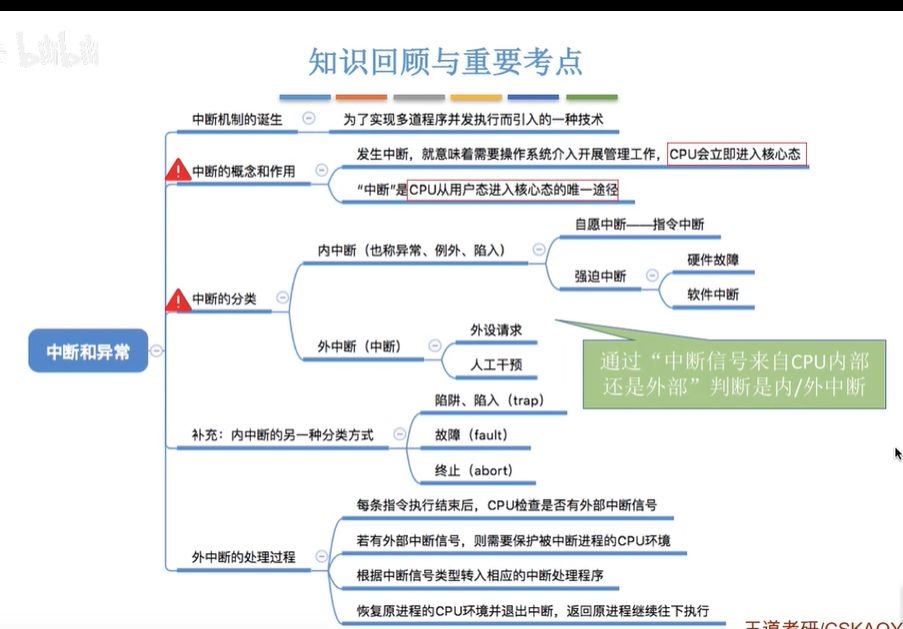 bilibili
知识回顾与重要考点
中断机制的诞生
为了实现多道程序并发执行而引入的一种技术
中断的概念和作用
发生中断，就意味着需要操作系统介入开展管理工作，CPU会立即进入核心态
“中断”是CPU从用户态进入核心态的唯一途径
中断和异常
中断的分类
内中断（也称异常、例外、陷入）
自愿中断——指令中断
强迫中断
硬件故障
软件中断
外中断（中断）
外设请求
人工干预
通过“中断信号来自CPU内部
还是外部”判断是内/外中断
补充：内中断的另一种分类方式
陷阱、陷入（trap）
故障（fault）
终止（abort）
外中断的处理过程
每条指令执行结束后，CPU检查是否有外部中断信号
若有外部中断信号，则需要保护被中断进程的CPU环境
根据中断信号类型转入相应的中断处理程序
恢复原进程的CPU环境并退出中断，返回原进程继续往下执行
王道考研/CSKAOY